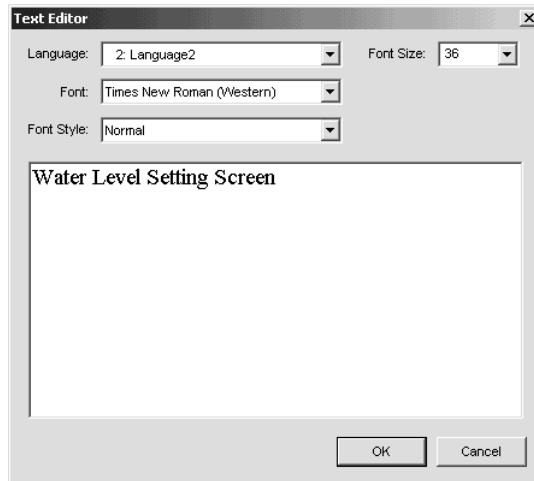 Text Editor
Language: 2: Language2 Font Size: 36
Font: Times New Roman (Western)
Font Style: Normal
Water Level Setting Screen
OK Cancel